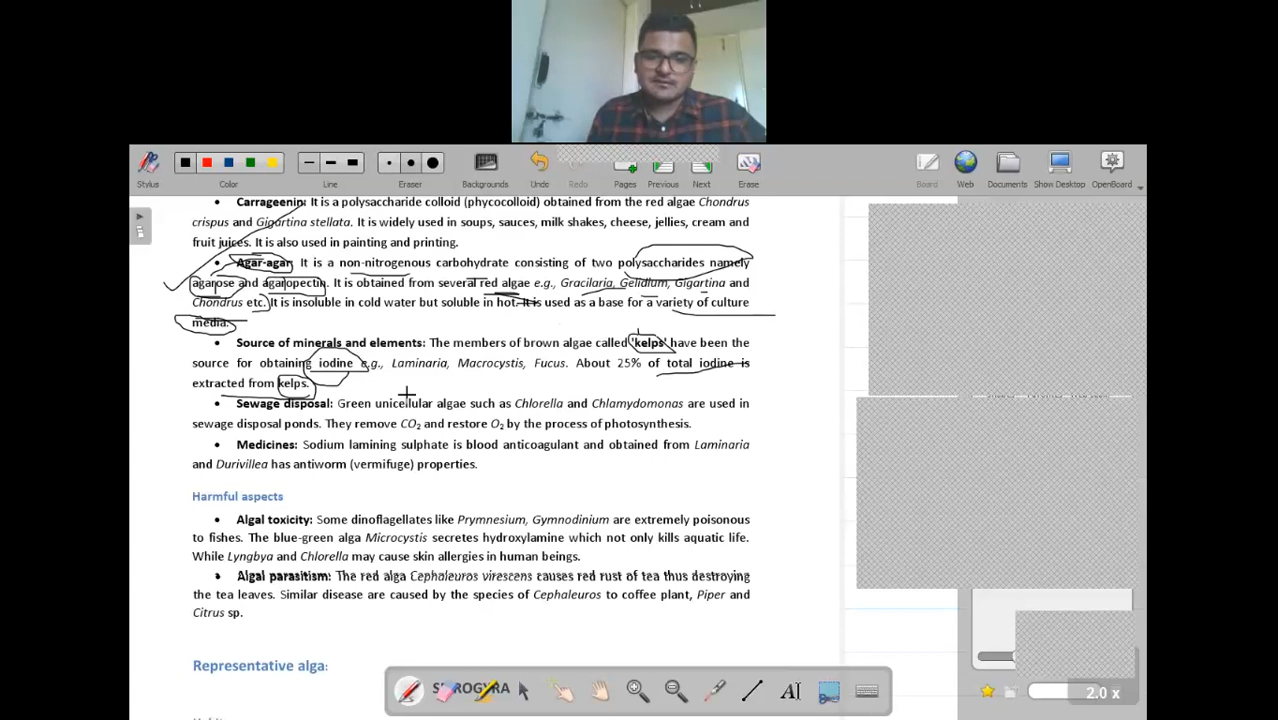 Stylus Color Line Eraser Backgrounds Undo Redo Pages Previous Next Erase Board Web Documents Show Desktop OpenBoard
• Carrageenin: It is a polysaccharide colloid (phycocolloid) obtained from the red algae Chondrus
crispus and Gigartina stellata. It is widely used in soups, sauces, milk shakes, cheese, jellies, cream and
fruit juices. It is also used in painting and printing.
• Agar-agar: It is a non-nitrogenous carbohydrate consisting of two polysaccharides namely
agarose and agaropectin. It is obtained from several red algae e.g., Gracilaria, Gelidium, Gigartina and
Chondrus etc. It is insoluble in cold water but soluble in hot. It is used as a base for a variety of culture
media.
• Source of minerals and elements: The members of brown algae called 'kelps' have been the
source for obtaining iodine e.g., Laminaria, Macrocystis, Fucus. About 25% of total iodine is
extracted from kelps.
• Sewage disposal: Green unicellular algae such as Chlorella and Chlamydomonas are used in
sewage disposal ponds. They remove CO₂ and restore O₂ by the process of photosynthesis.
• Medicines: Sodium lamining sulphate is blood anticoagulant and obtained from Laminaria
and Durivillea has antiworm (vermifuge) properties.
Harmful aspects
• Algal toxicity: Some dinoflagellates like Prymnesium, Gymnodinium are extremely poisonous
to fishes. The blue-green alga Microcystis secretes hydroxylamine which not only kills aquatic life.
While Lyngbya and Chlorella may cause skin allergies in human beings.
• Algal parasitism: The red alga Cephaleuros virescens causes red rust of tea thus destroying
the tea leaves. Similar disease are caused by the species of Cephaleuros to coffee plant, Piper and
Citrus sp.
Representative alga:
2.0 x